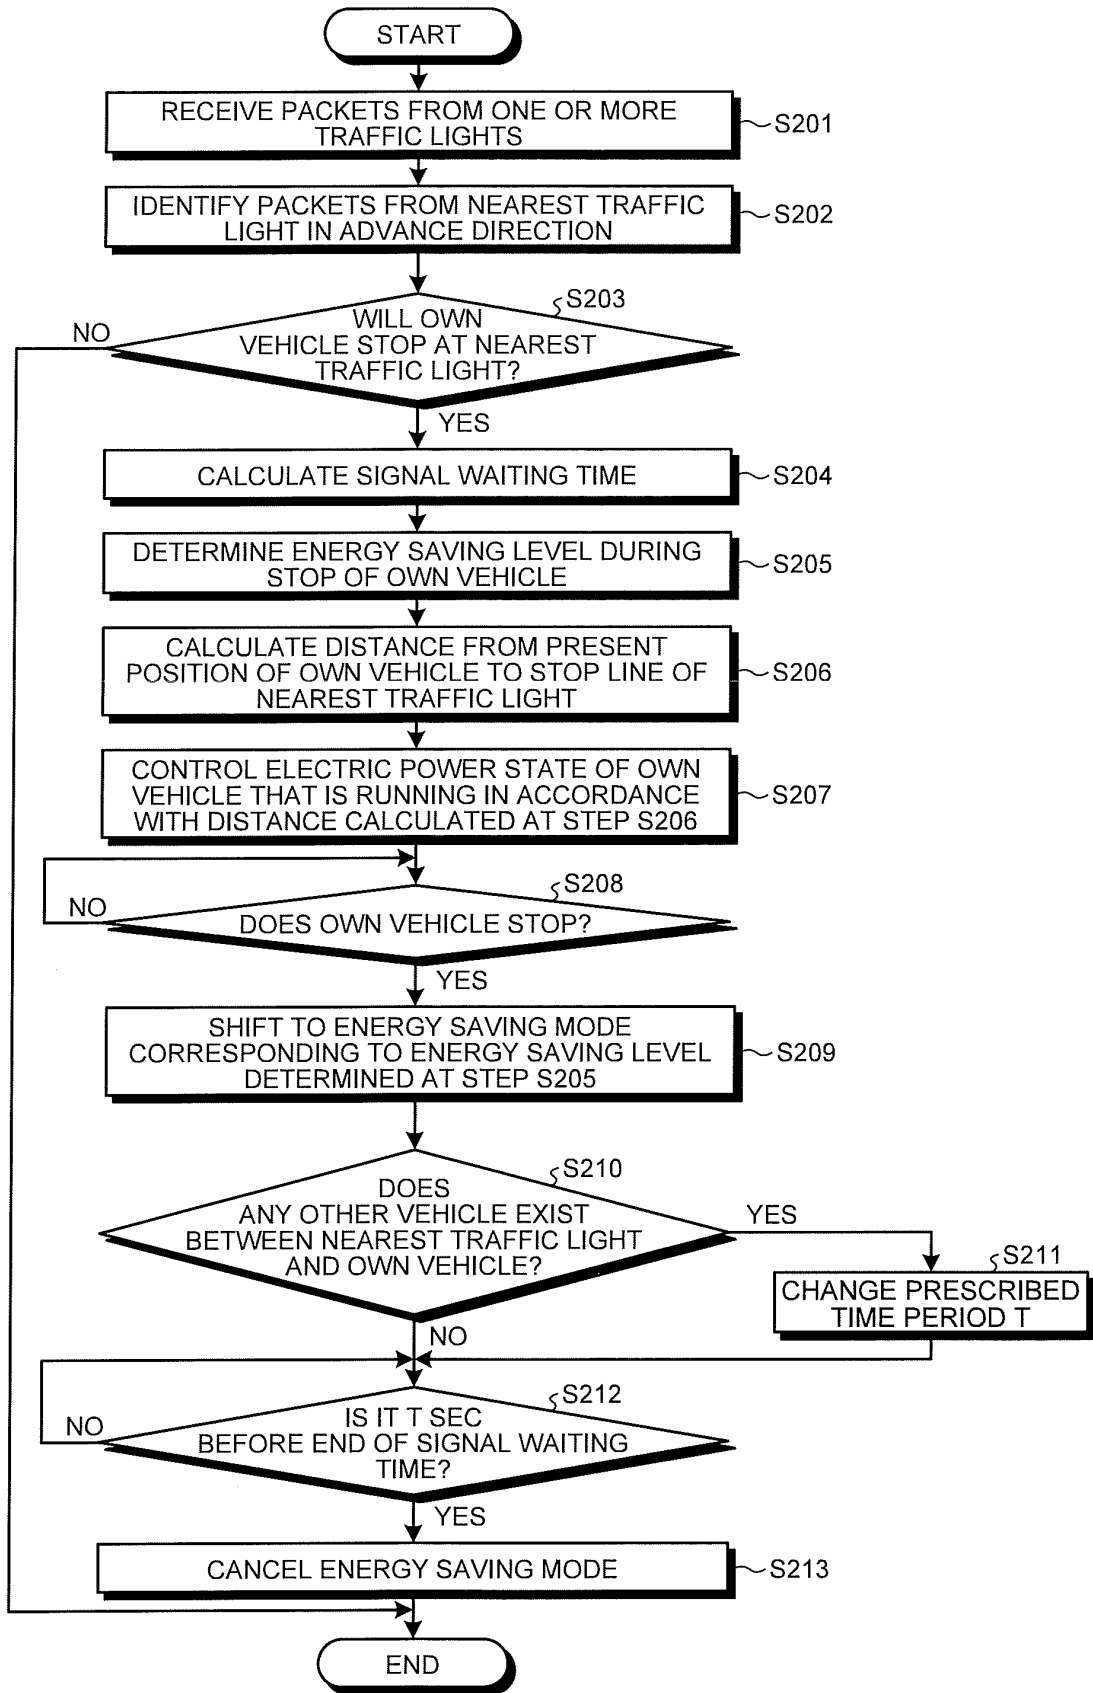 START
RECEIVE PACKETS FROM ONE OR MORE
TRAFFIC LIGHTS
S201
IDENTIFY PACKETS FROM NEAREST TRAFFIC
LIGHT IN ADVANCE DIRECTION
S202
S203
NO
WILL OWN
VEHICLE STOP AT NEAREST
TRAFFIC LIGHT?
YES
CALCULATE SIGNAL WAITING TIME
S204
DETERMINE ENERGY SAVING LEVEL DURING
STOP OF OWN VEHICLE
S205
CALCULATE DISTANCE FROM PRESENT
POSITION OF OWN VEHICLE TO STOP LINE OF
NEAREST TRAFFIC LIGHT
S206
CONTROL ELECTRIC POWER STATE OF OWN
VEHICLE THAT IS RUNNING IN ACCORDANCE
WITH DISTANCE CALCULATED AT STEP S206
S207
S208
NO
DOES OWN VEHICLE STOP?
YES
SHIFT TO ENERGY SAVING MODE
CORRESPONDING TO ENERGY SAVING LEVEL
DETERMINED AT STEP S205
S209
S210
DOES
ANY OTHER VEHICLE EXIST
BETWEEN NEAREST TRAFFIC LIGHT
AND OWN VEHICLE?
YES
S211
CHANGE PRESCRIBED
TIME PERIOD T
NO
S212
NO
IS IT T SEC
BEFORE END OF SIGNAL WAITING
TIME?
YES
CANCEL ENERGY SAVING MODE
S213
END